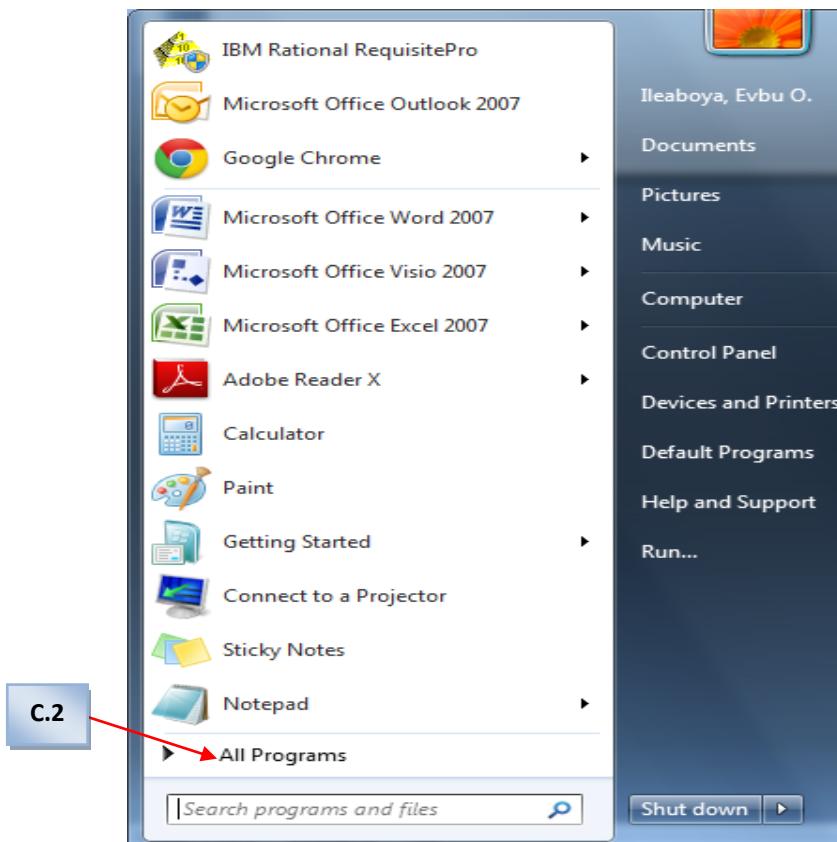 IBM Rational RequisitePro
Microsoft Office Outlook 2007
Google Chrome
Microsoft Office Word 2007
Microsoft Office Visio 2007
Microsoft Office Excel 2007
Adobe Reader X
Calculator
Paint
Getting Started
Connect to a Projector
Sticky Notes
Notepad
C.2
All Programs
Search programs and files
Ileaboya, Evbu O.
Documents
Pictures
Music
Computer
Control Panel
Devices and Printers
Default Programs
Help and Support
Run...
Shut down